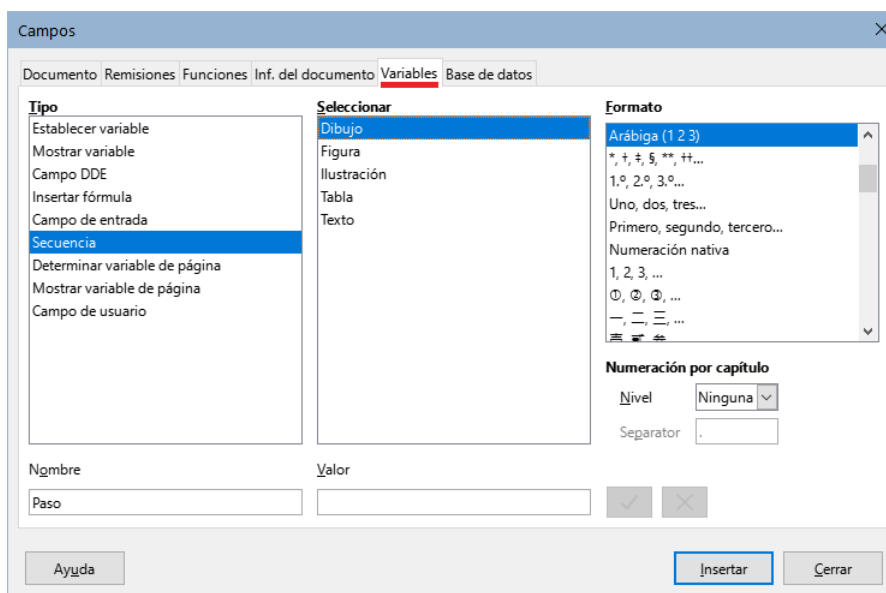 Campos
Documento Remisiones Funciones Inf. del documento Variables Base de datos
Tipo
Establecer variable
Mostrar variable
Campo DDE
Insertar fórmula
Campo de entrada
Secuencia
Determinar variable de página
Mostrar variable de página
Campo de usuario
Seleccionar
Dibujo
Figura
Ilustración
Tabla
Texto
Formato
Arábiga (1 2 3)
*, †, ‡, §, **, ††...
1.º, 2.º, 3.º...
Uno, dos, tres...
Primero, segundo, tercero...
Numeración nativa
1, 2, 3, ...
①, ②, ③, ...
一, 二, 三, ...
Numeración por capítulo
Nivel Ninguna
Separator .
Nombre
Paso
Valor
Ayuda Insertar Cerrar